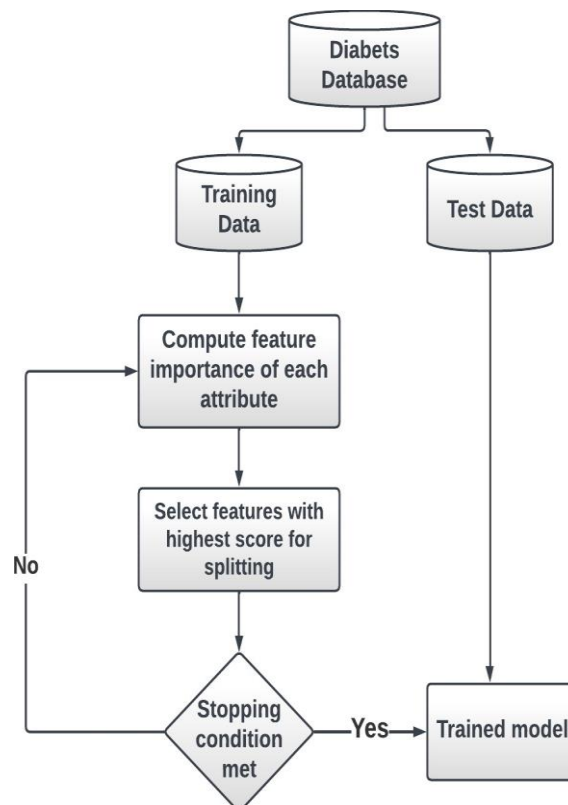 Diabets
Database
Training
Data
Test Data
Compute feature
importance of each
attribute
Select features with
highest score for
splitting
No
Stopping
condition
met
Yes
Trained model